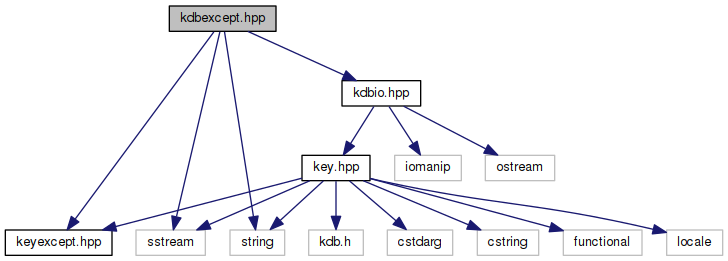 kdbexcept.hpp
kdbio.hpp
key.hpp
iomanip
ostream
keyexcept.hpp
sstream
string
kdb.h
cstdarg
cstring
functional
locale